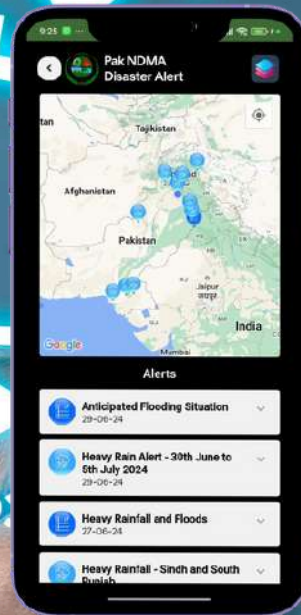 9:25
Pak NDMA
Disaster Alert
Tajikistan
Afghanistan
Pakistan
Jaipur
जयपुर
India
Google
Mumbai
Alerts
Anticipated Flooding Situation
29-06-24
Heavy Rain Alert - 30th June to
5th July 2024
29-06-24
Heavy Rainfall and Floods
27-06-24
Heavy Rainfall - Sindh and South
Punjab